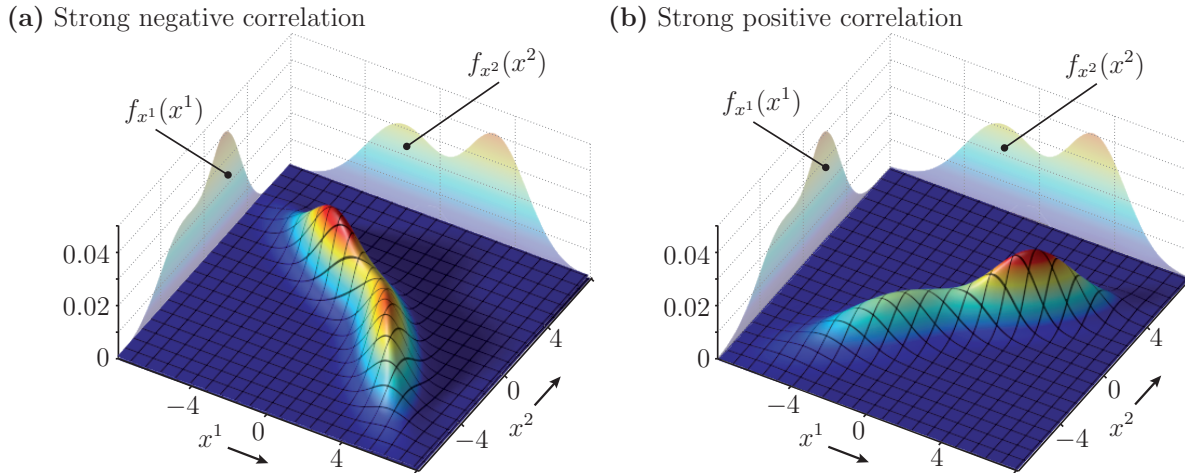 (a) Strong negative correlation
f_{x^1}(x^1)
f_{x^2}(x^2)
0.04
0.02
0
−4
0
4
x^1
−4
0
4
x^2
(b) Strong positive correlation
f_{x^1}(x^1)
f_{x^2}(x^2)
0.04
0.02
0
−4
0
4
x^1
−4
0
4
x^2